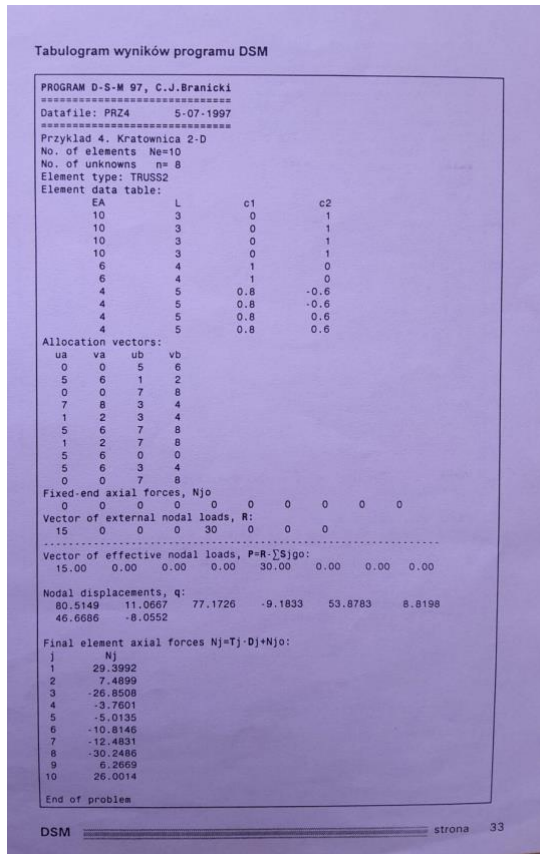 Tabulogram wyników programu DSM
PROGRAM D-S-M 97, C.J.Branicki
==============================
Datafile: PRZ4 5-07-1997
==============================
Przyklad 4. Kratownica 2-D
No. of elements Ne=10
No. of unknowns n= 8
Element type: TRUSS2
Element data table:
EA L c1 c2
10 3 0 1
10 3 0 1
10 3 0 1
10 3 0 1
6 4 1 0
6 4 1 0
4 5 0.8 -0.6
4 5 0.8 -0.6
4 5 0.8 0.6
4 5 0.8 0.6
Allocation vectors:
ua va ub vb
0 0 5 6
5 6 1 2
0 0 7 8
7 8 3 4
1 2 3 4
5 6 7 8
1 2 7 8
5 6 0 0
5 6 3 4
0 0 7 8
Fixed-end axial forces, Njo
0 0 0 0 0 0 0 0 0 0
Vector of external nodal loads, R:
15 0 0 0 30 0 0 0
Vector of effective nodal loads, P=R-∑Sjgo:
15.00 0.00 0.00 0.00 30.00 0.00 0.00 0.00
Nodal displacements, q:
80.5149 11.0667 77.1726 -9.1833 53.8783 8.8198
46.6686 -8.0552
Final element axial forces Nj=Tj·Dj+Njo:
j Nj
1 29.3992
2 7.4899
3 -26.8508
4 -3.7601
5 -5.0135
6 -10.8146
7 -12.4831
8 -30.2486
9 6.2669
10 26.0014
End of problem
DSM strona 33